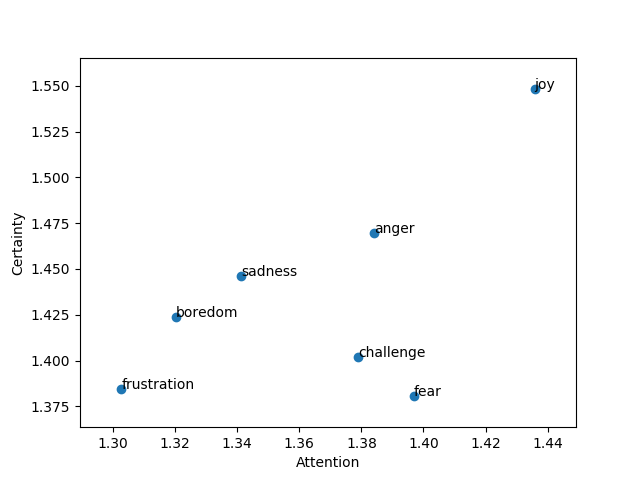 joy
anger
sadness
boredom
challenge
frustration
fear
Certainty
1.550
1.525
1.500
1.475
1.450
1.425
1.400
1.375
1.30 1.32 1.34 1.36 1.38 1.40 1.42 1.44
Attention